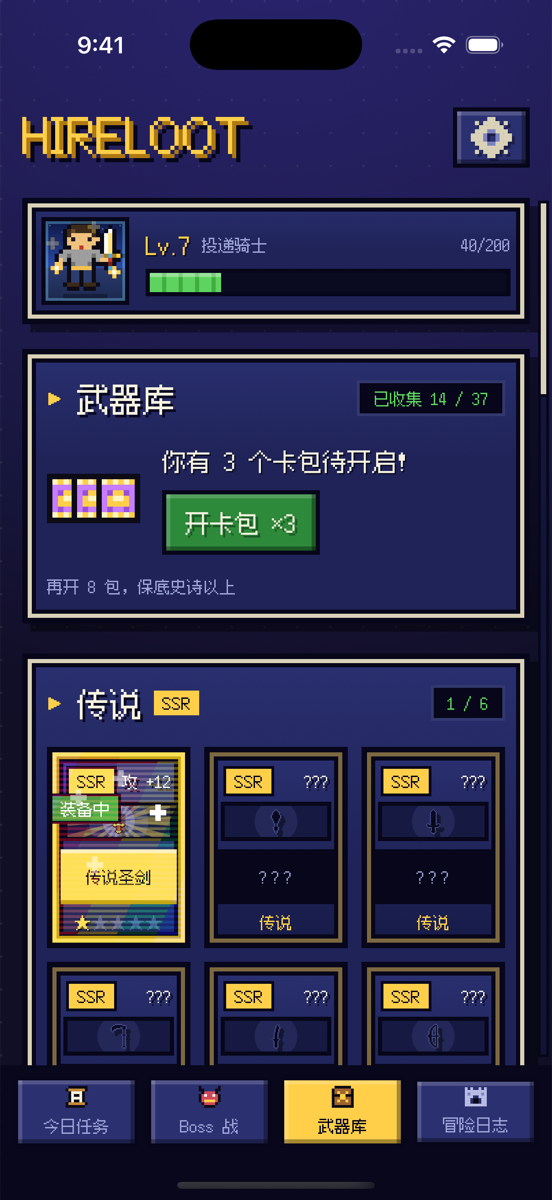 9:41
HIRELOOT
Lv.7 投递骑士 40/200
武器库 已收集 14 / 37
你有 3 个卡包待开启!
开卡包 ×3
再开 8 包, 保底史诗以上
传说 SSR 1 / 6
SSR 攻 +12
装备中
传说圣剑
SSR ???
???
传说
SSR ???
???
传说
SSR ???
SSR ???
SSR ???
今日任务
Boss 战
武器库
冒险日志